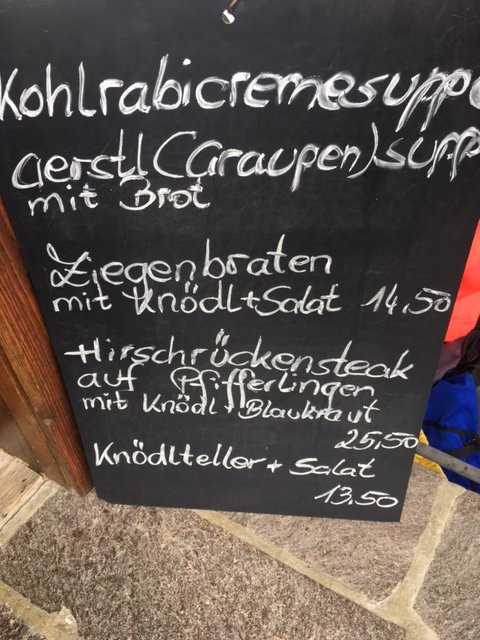 Kohlrabicremesuppe
Gerstl(Graupen)supp
mit Brot
Ziegenbraten
mit Knödl+Salat 14,50
Hirschrückensteak
auf Pfifferlingen
mit Knödl + Blaukraut
25,50
Knödlteller + Salat
13.50